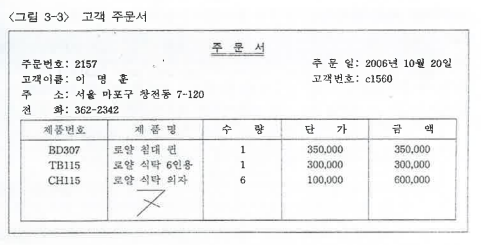 <그림 3-3> 고객 주문서
주 문 서
주문번호: 2157 주 문 일: 2006년 10월 20일
고객이름: 이 명 훈 고객번호: c1560
주 소: 서울 마포구 창전동 7-120
전 화: 362-2342
제품번호 제 품 명 수 량 단 가 금 액
BD307 로얄 침대 퀸 1 350,000 350,000
TB115 로얄 식탁 6인용 1 300,000 300,000
CH115 로얄 식탁 의자 6 100,000 600,000